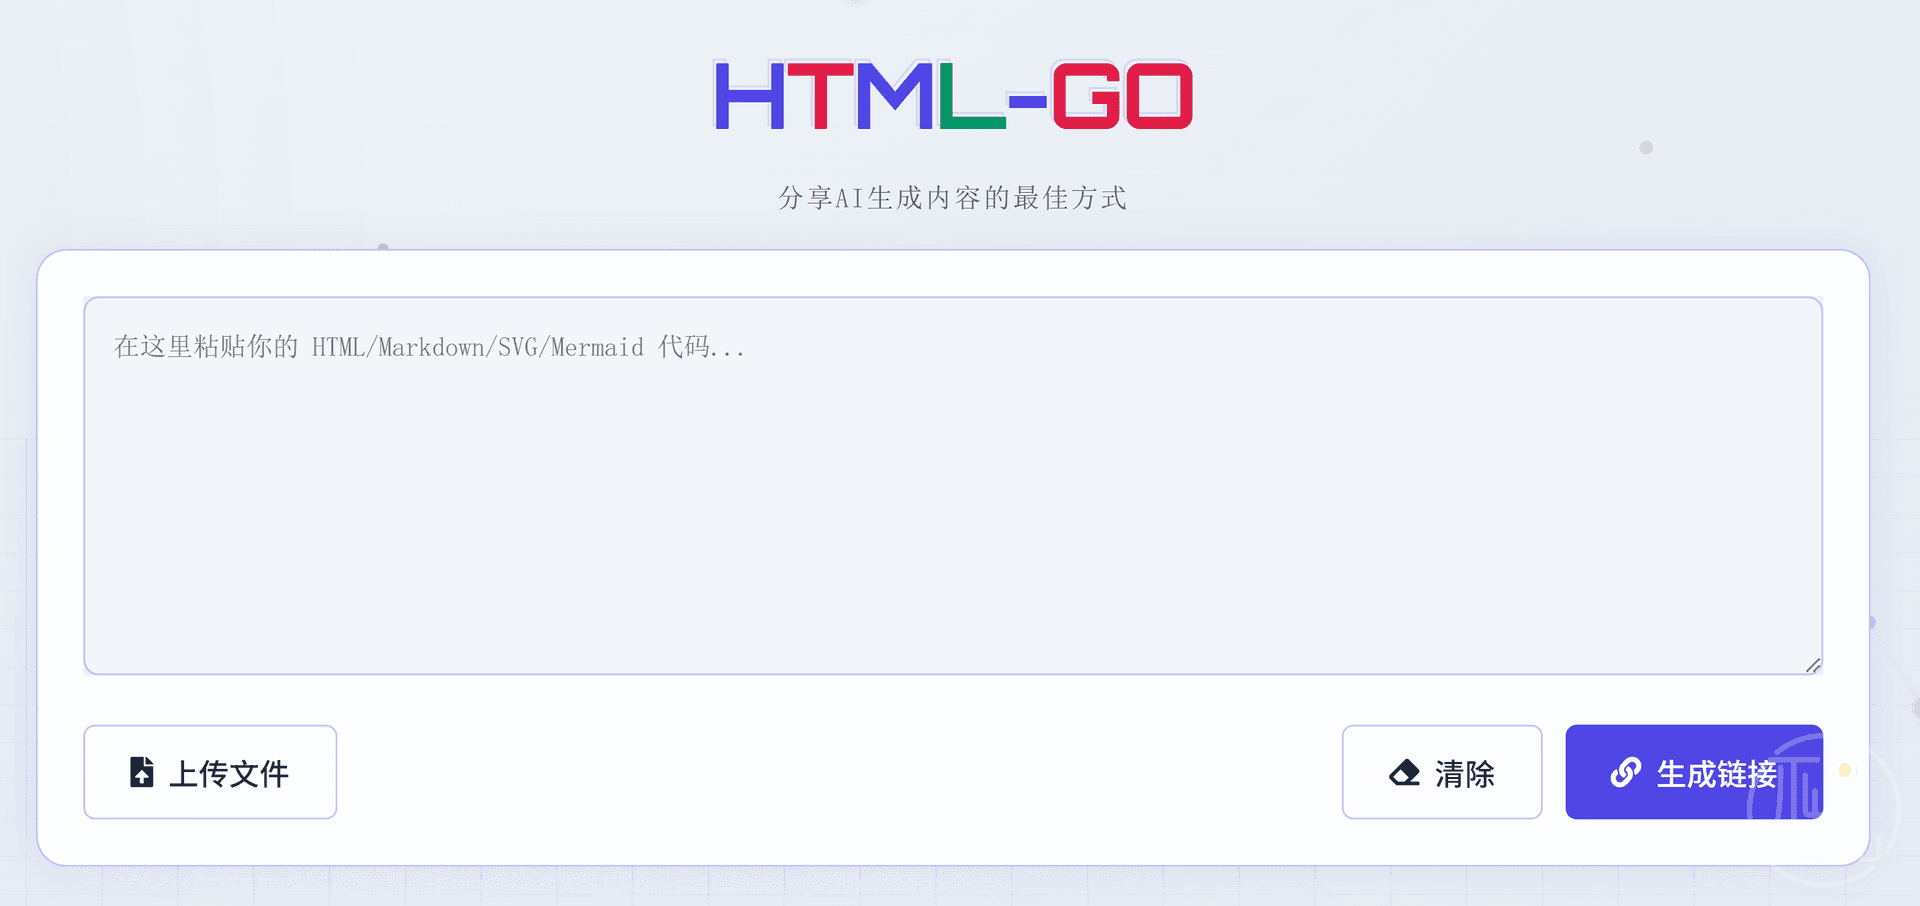 HTML-GO
分享AI生成内容的最佳方式
在这里粘贴你的 HTML/Markdown/SVG/Mermaid 代码...
上传文件
清除
生成链接